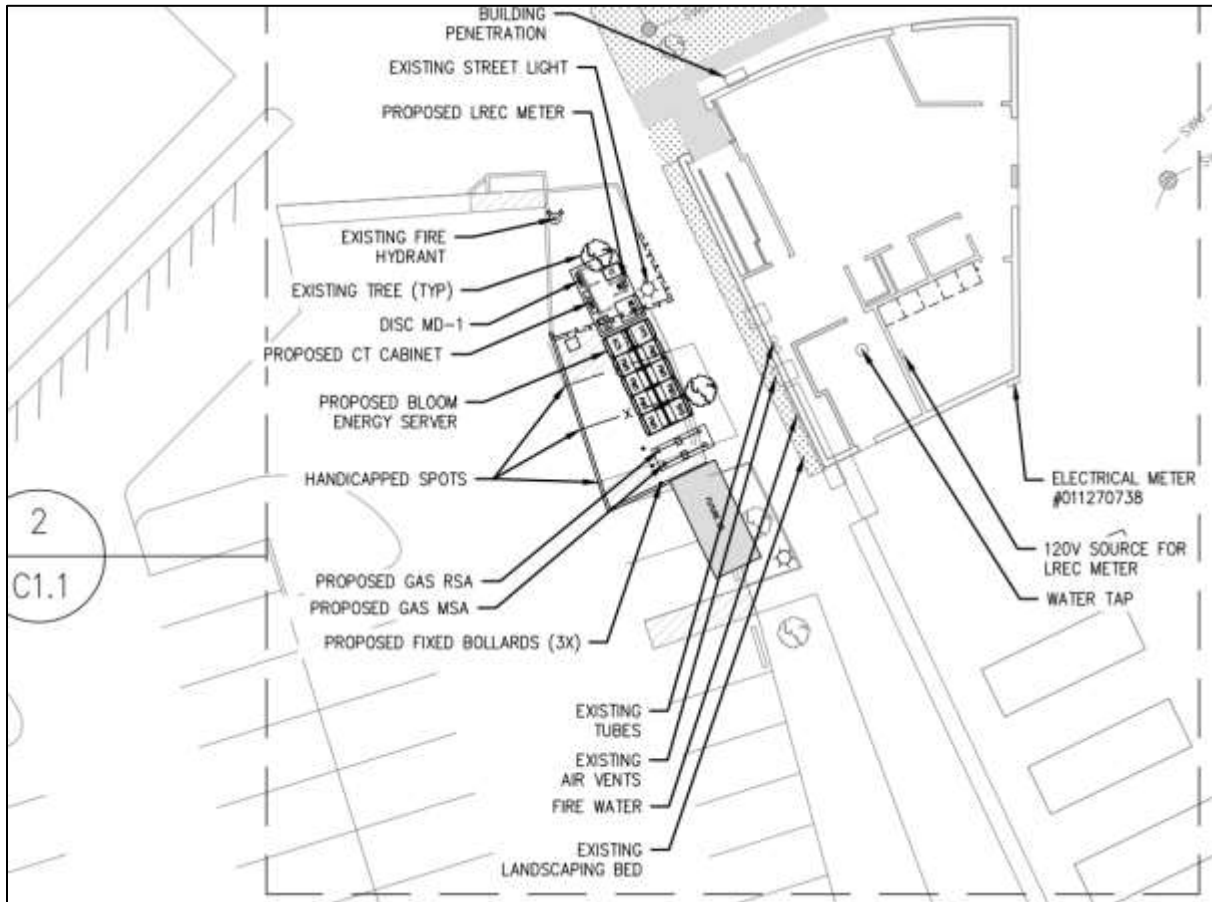 BUILDING
PENETRATION
EXISTING STREET LIGHT
PROPOSED LREC METER
EXISTING FIRE
HYDRANT
EXISTING TREE (TYP)
DISC MD-1
PROPOSED CT CABINET
PROPOSED BLOOM
ENERGY SERVER
HANDICAPPED SPOTS
2
C1.1
PROPOSED GAS RSA
PROPOSED GAS MSA
PROPOSED FIXED BOLLARDS (3X)
EXISTING
TUBES
EXISTING
AIR VENTS
FIRE WATER
EXISTING
LANDSCAPING BED
ELECTRICAL METER
#011270738
120V SOURCE FOR
LREC METER
WATER TAP
X